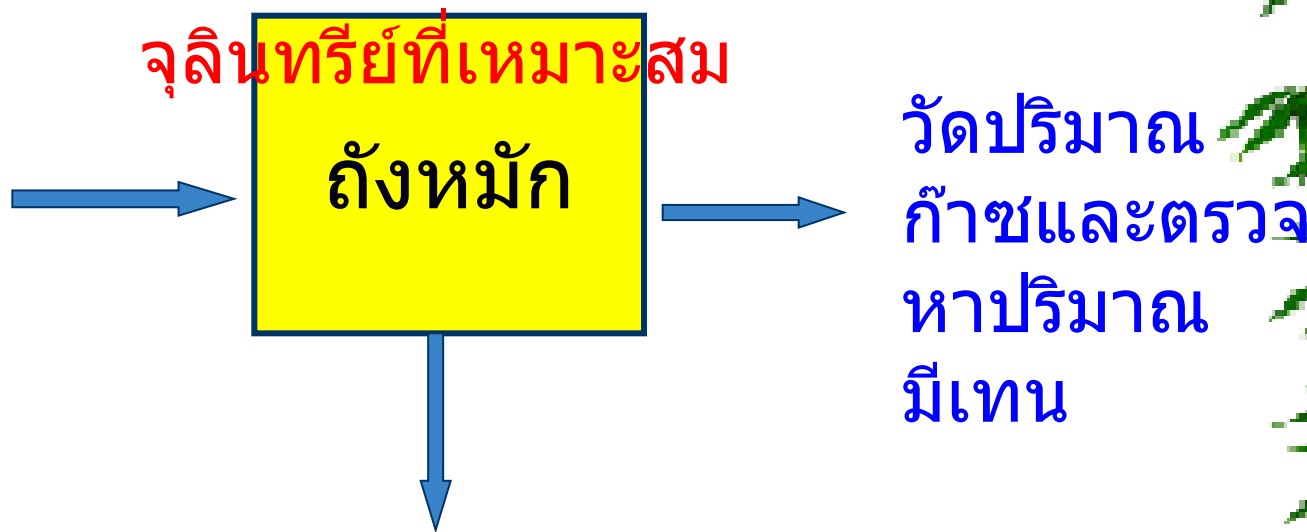 จุลินทรีย์ที่เหมาะสม
ถังหมัก
วัดปริมาณ
ก๊าซและตรวจ
หาปริมาณ
มีเทน